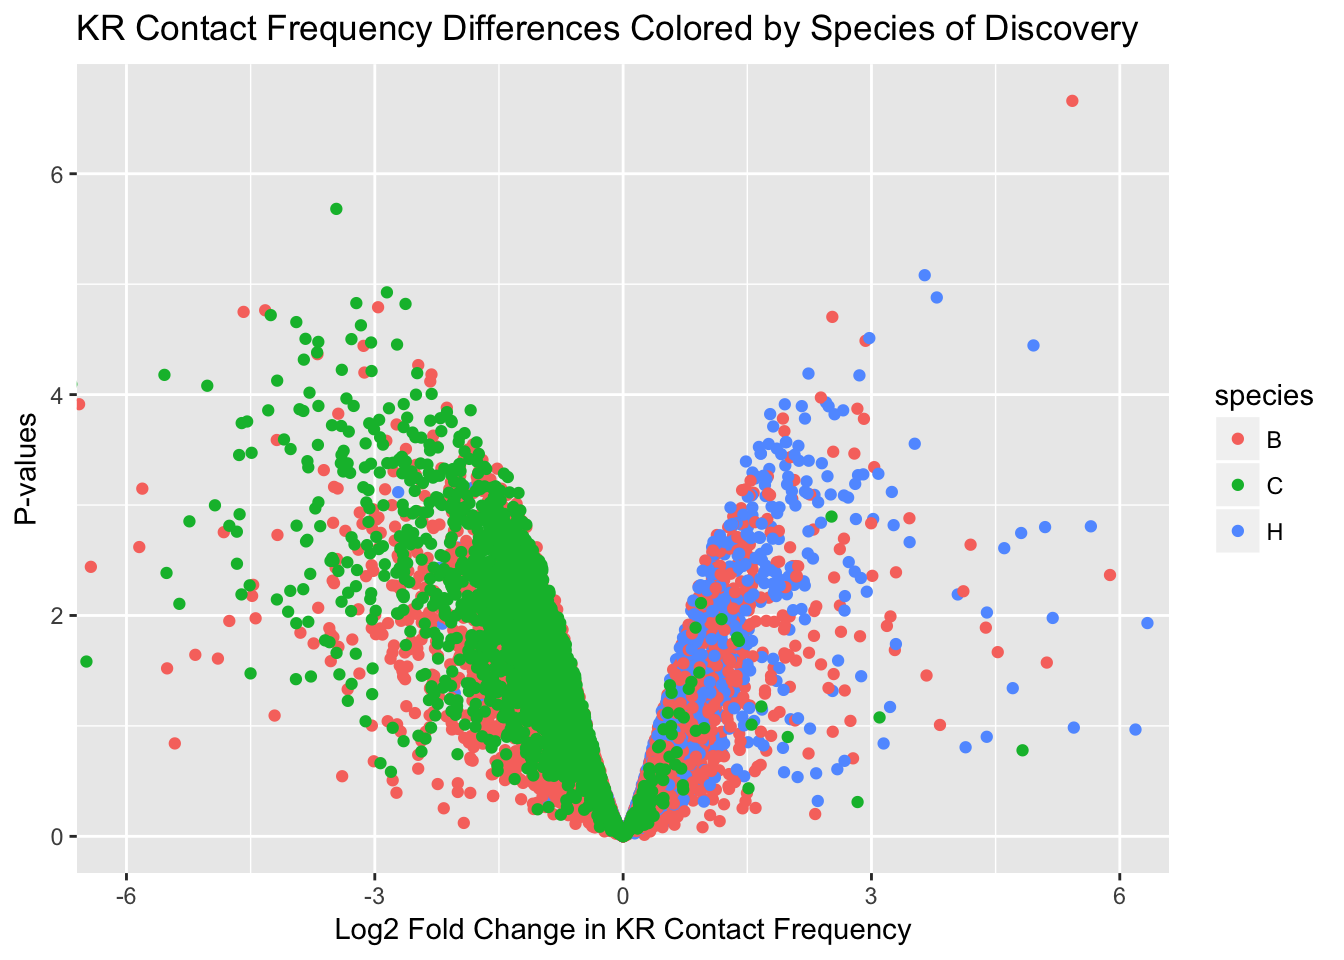 KR Contact Frequency Differences Colored by Species of Discovery
P-values
6
4
2
0
-6
-3
0
3
6
Log2 Fold Change in KR Contact Frequency
species
B
C
H